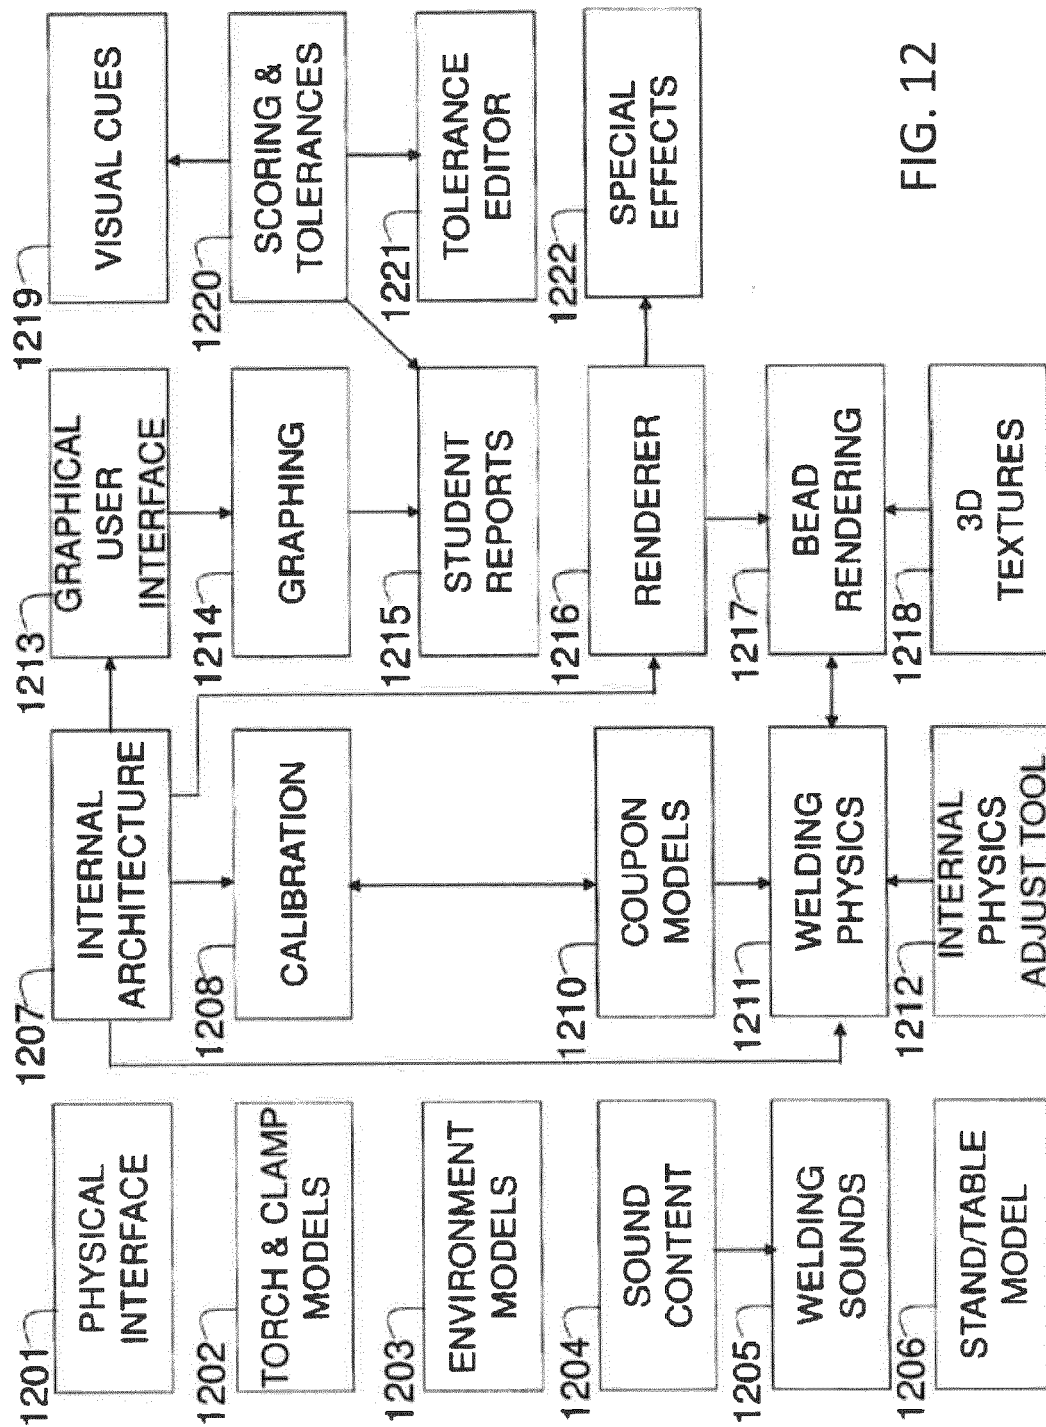 1201
PHYSICAL
INTERFACE
1202
TORCH & CLAMP
MODELS
1203
ENVIRONMENT
MODELS
1204
SOUND
CONTENT
1205
WELDING
SOUNDS
1206
STAND/TABLE
MODEL
1207
INTERNAL
ARCHITECTURE
1208
CALIBRATION
1210
COUPON
MODELS
1211
WELDING
PHYSICS
1212
INTERNAL
PHYSICS
ADJUST TOOL
1213
GRAPHICAL
USER
INTERFACE
1214
GRAPHING
1215
STUDENT
REPORTS
1216
RENDERER
1217
BEAD
RENDERING
1218
3D
TEXTURES
1219
VISUAL CUES
1220
SCORING &
TOLERANCES
1221
TOLERANCE
EDITOR
1222
SPECIAL
EFFECTS
FIG. 12